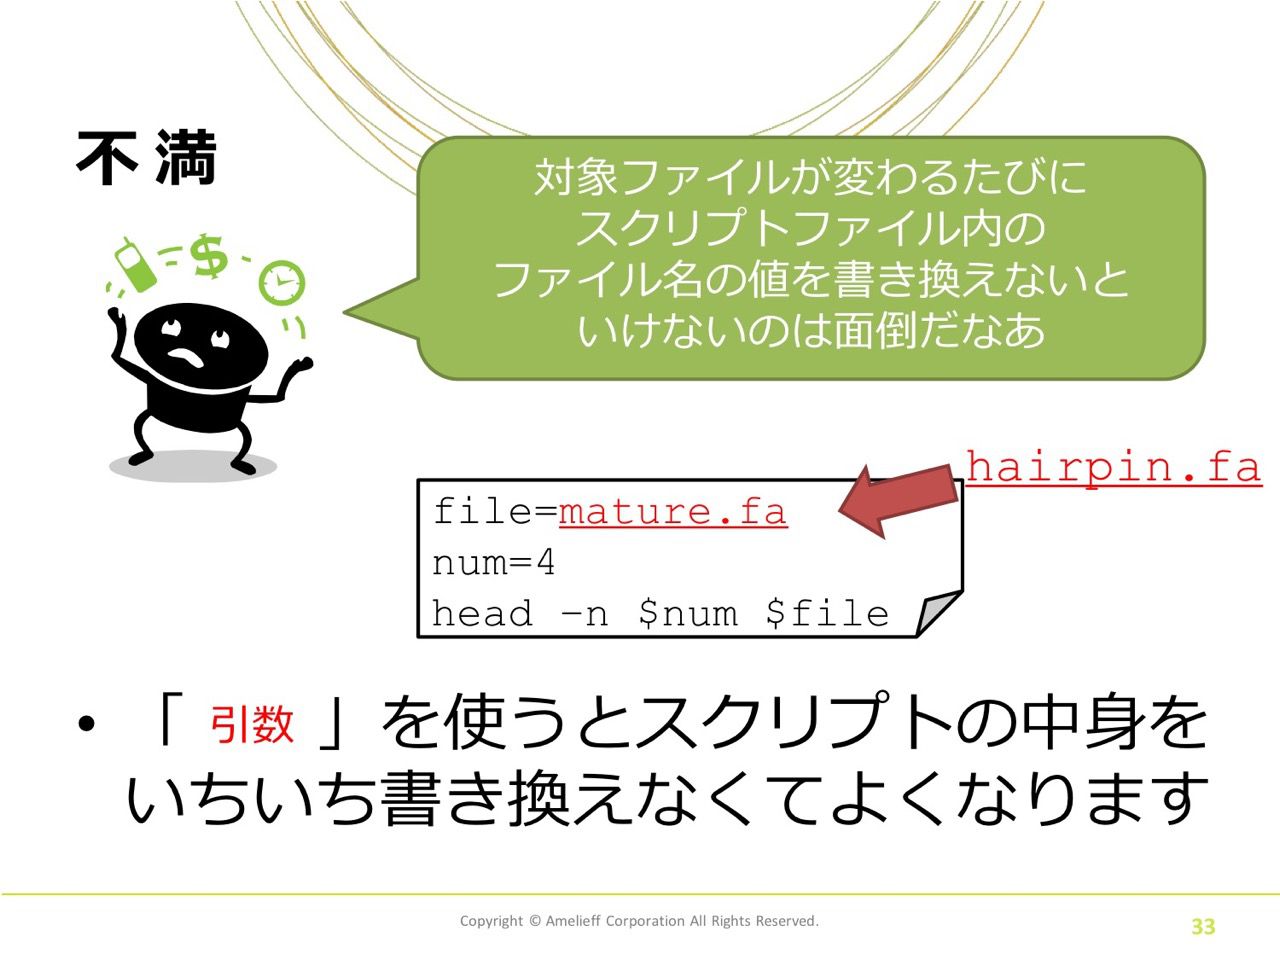 不満
対象ファイルが変わるたびに
スクリプトファイル内の
ファイル名の値を書き換えないと
いけないのは面倒だなあ
hairpin.fa
file=mature.fa
num=4
head –n $num $file
• 「 引数 」を使うとスクリプトの中身を
いちいち書き換えなくてよくなります
Copyright © Amelieff Corporation All Rights Reserved.
33